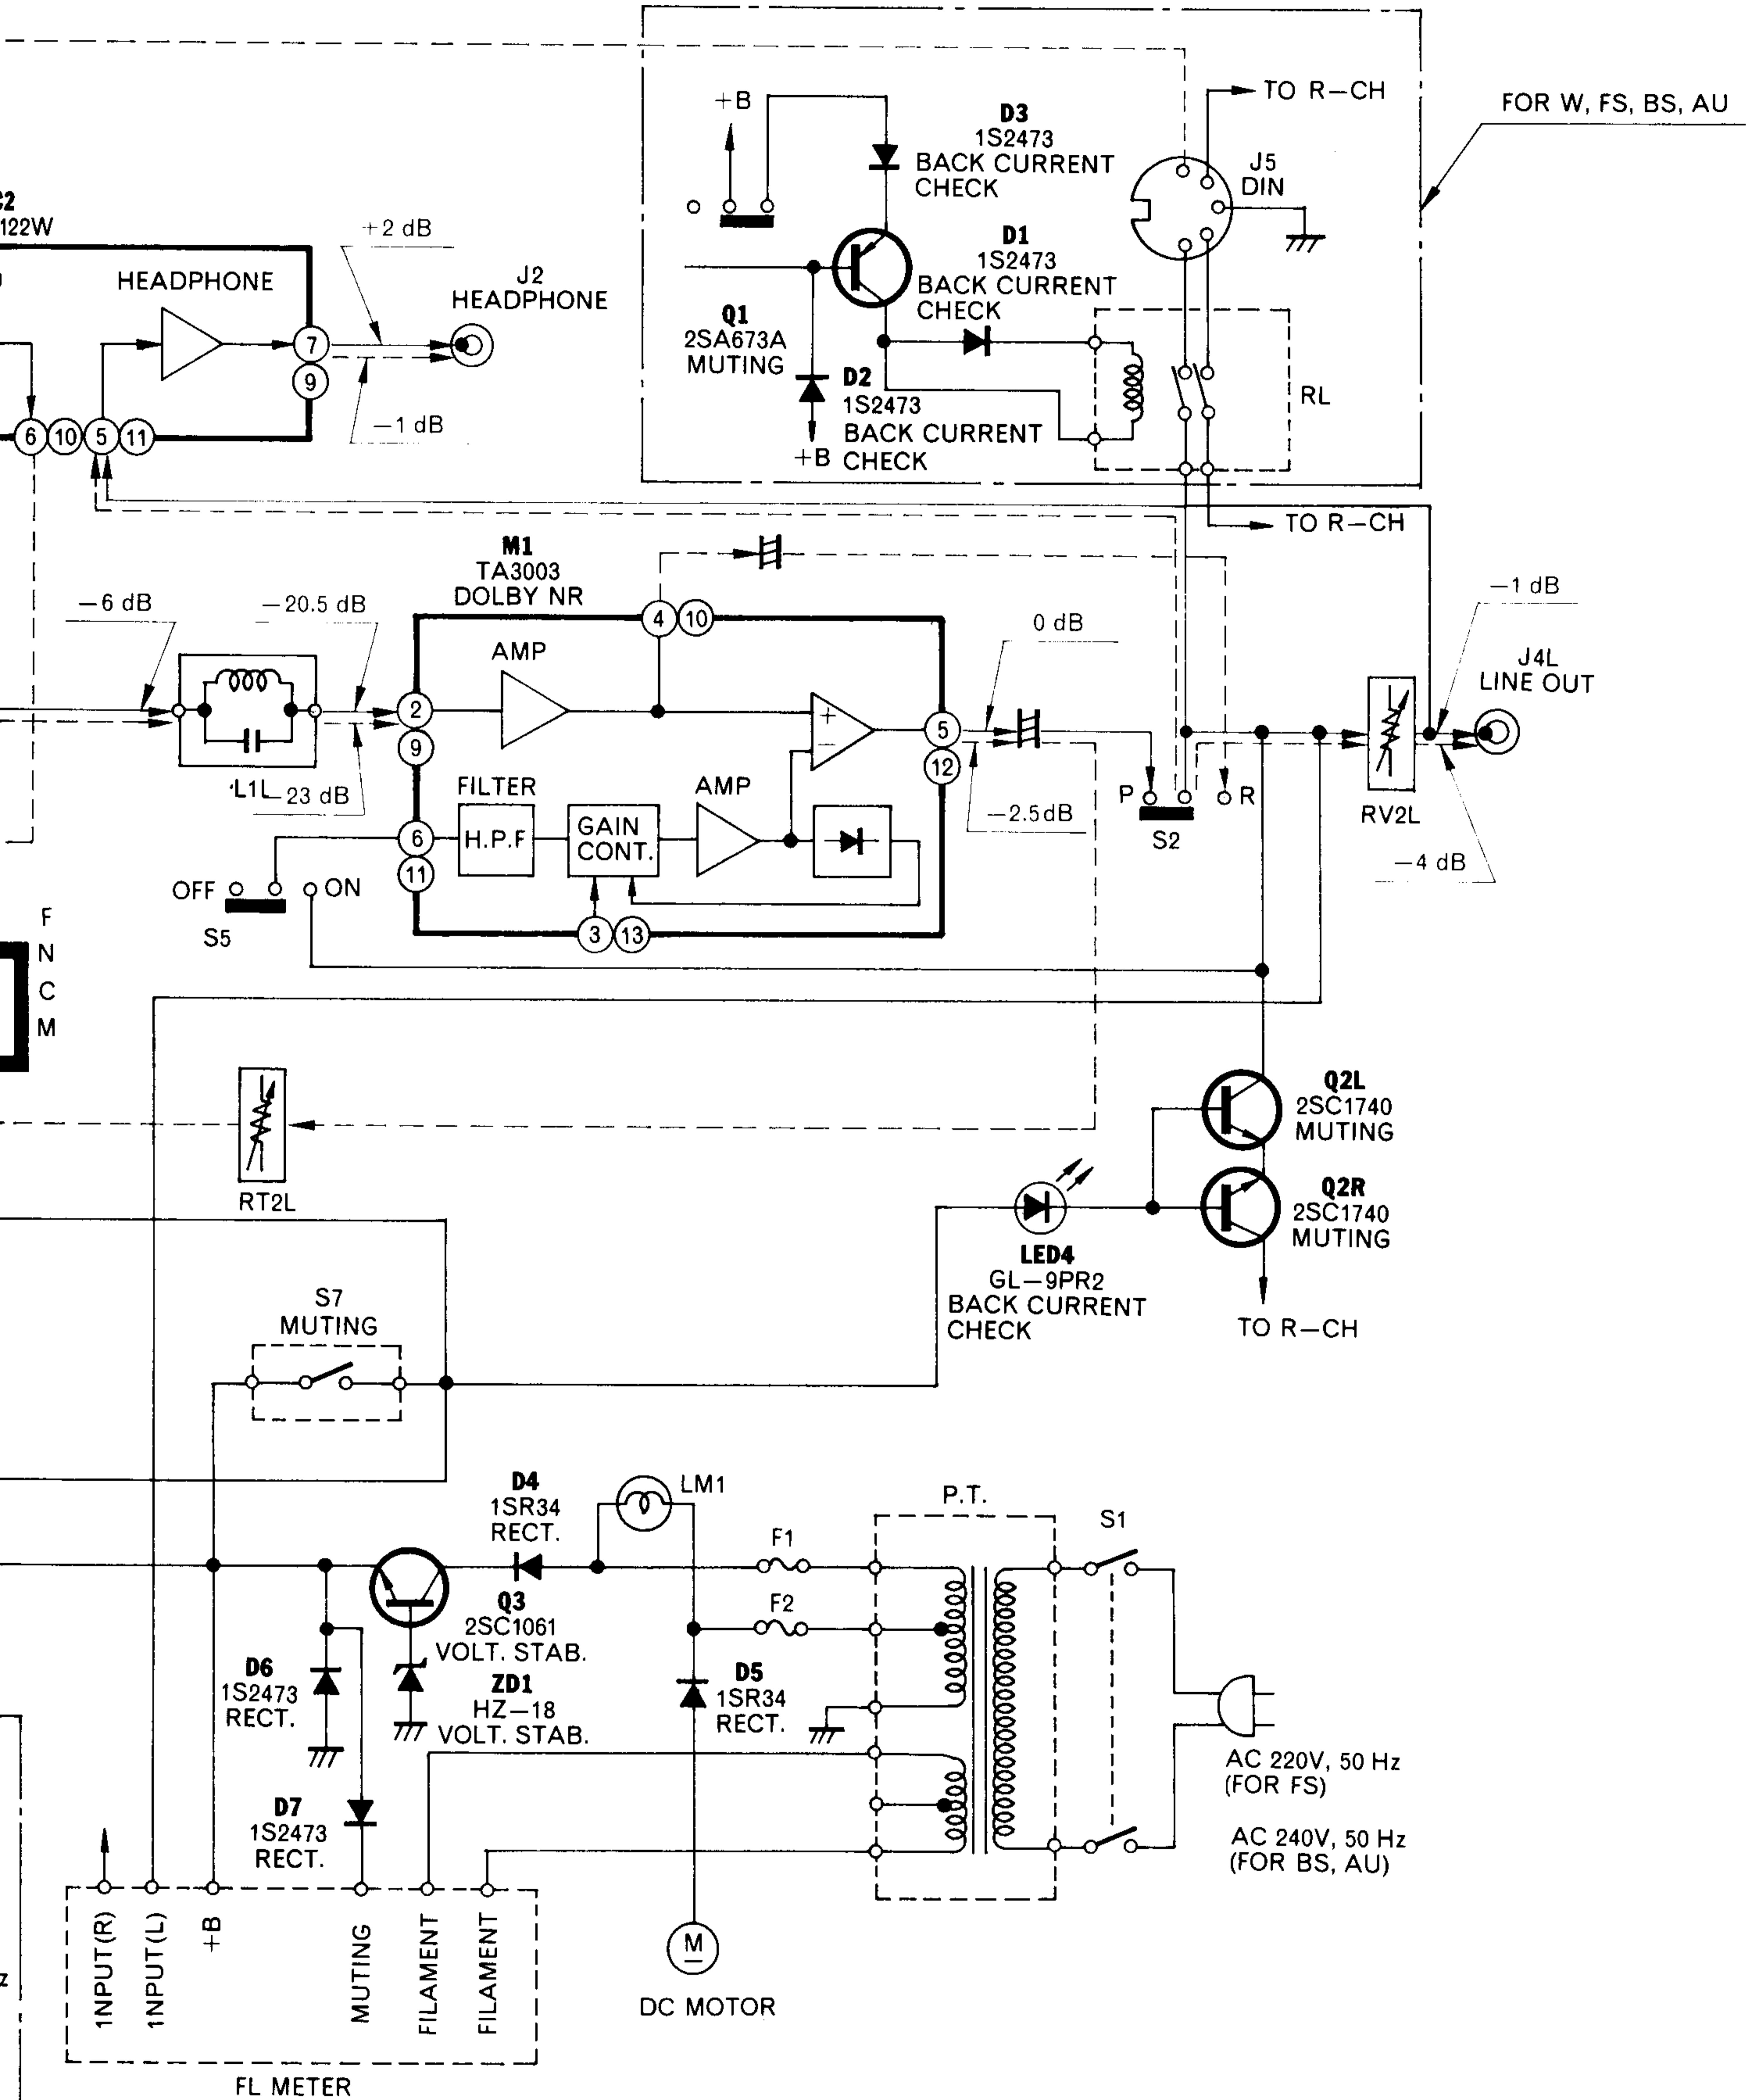 +B
D3
1S2473
BACK CURRENT
CHECK
TO R–CH
FOR W, FS, BS, AU
J5
DIN
C2
122W
+2 dB
HEADPHONE
J2
HEADPHONE
7
9
–1 dB
6
10
5
11
D1
1S2473
BACK CURRENT
CHECK
Q1
2SA673A
MUTING
D2
1S2473
BACK CURRENT
CHECK
+B
RL
TO R–CH
M1
TA3003
DOLBY NR
–6 dB
–20.5 dB
4
10
AMP
0 dB
–1 dB
J4L
LINE OUT
2
9
+
–
5
12
L1L
–23 dB
FILTER
AMP
–2.5dB
P
R
S2
RV2L
–4 dB
6
11
H.P.F
GAIN
CONT.
OFF
ON
S5
3
13
F
N
C
M
Q2L
2SC1740
MUTING
RT2L
Q2R
2SC1740
MUTING
LED4
GL–9PR2
BACK CURRENT
CHECK
TO R–CH
S7
MUTING
D4
1SR34
RECT.
LM1
P.T.
S1
F1
F2
Q3
2SC1061
VOLT. STAB.
D6
1S2473
RECT.
ZD1
HZ–18
VOLT. STAB.
D5
1SR34
RECT.
AC 220V, 50 Hz
(FOR FS)
AC 240V, 50 Hz
(FOR BS, AU)
D7
1S2473
RECT.
1NPUT(R)
1NPUT(L)
+B
MUTING
FILAMENT
FILAMENT
M
DC MOTOR
z
FL METER